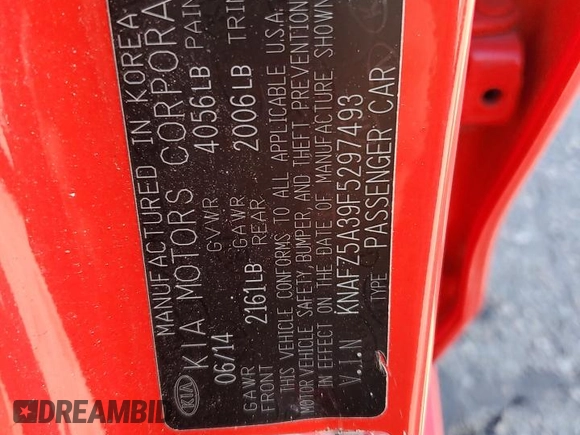 MANUFACTURED IN KOREA
KIA KIA MOTORS CORPORA
06/14 GVWR 4056LB PAIN
GAWR FRONT 2161LB GAWR REAR 2006LB TRI
THIS VEHICLE CONFORMS TO ALL APPLICABLE U.S.A.
MOTOR VEHICLE SAFETY, BUMPER, AND THEFT PREVENTION
IN EFFECT ON THE DATE OF MANUFACTURE SHOWN
V.I.N KNAFZ5A39F5297493
TYPE PASSENGER CAR
DREAMBID